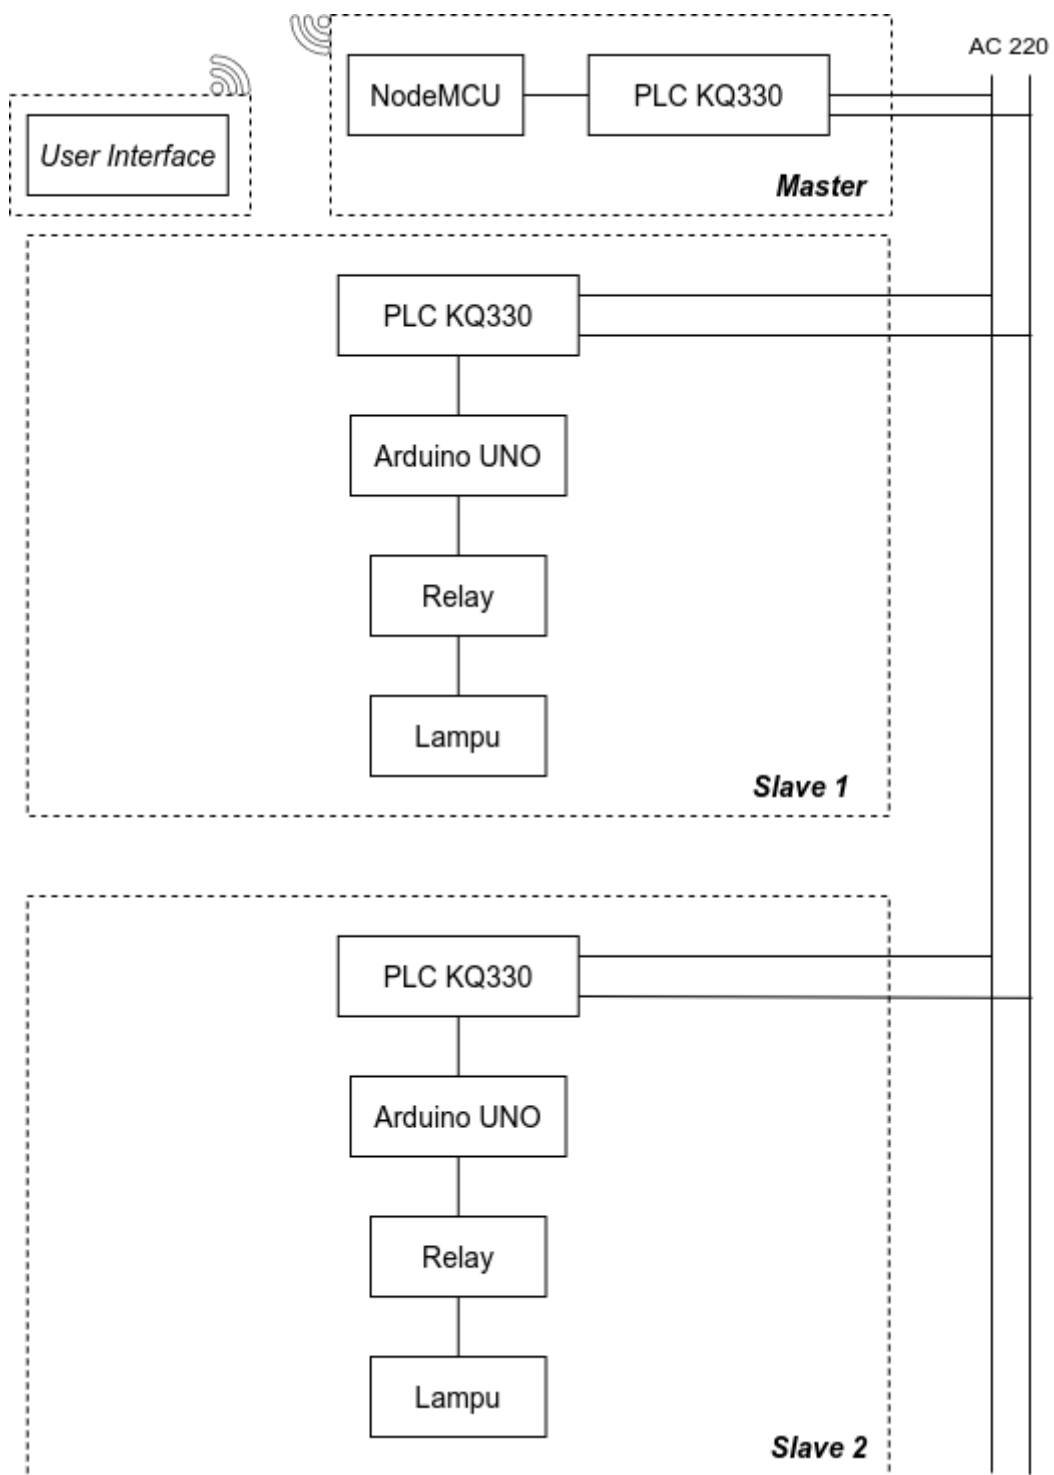 AC 220
NodeMCU
PLC KQ330
User Interface
Master
PLC KQ330
Arduino UNO
Relay
Lampu
Slave 1
PLC KQ330
Arduino UNO
Relay
Lampu
Slave 2